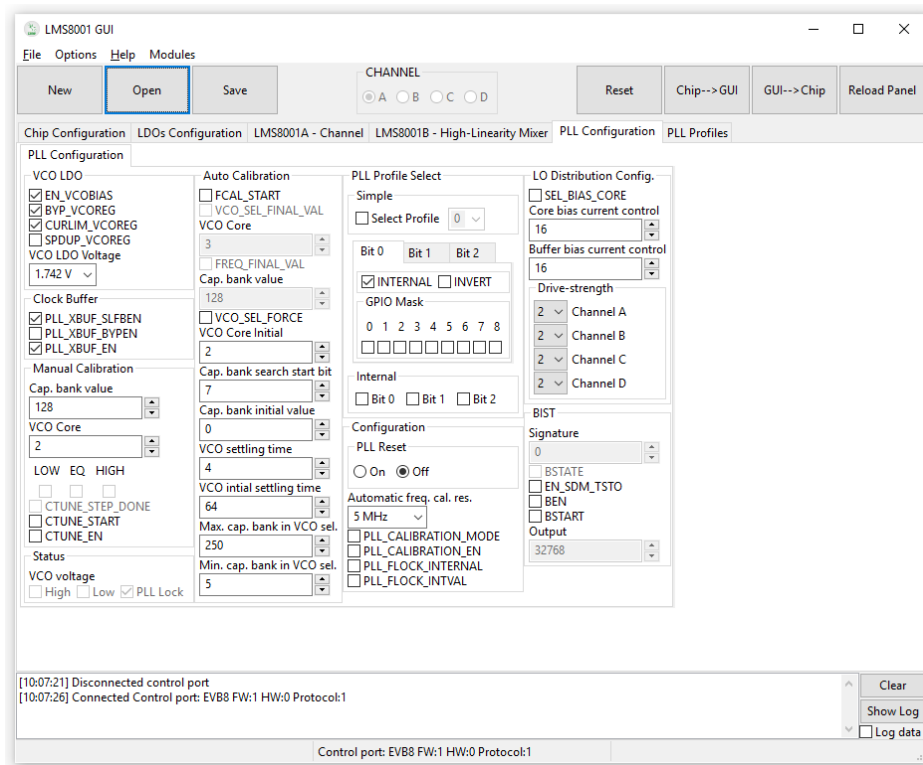 LMS8001 GUI
File Options Help Modules
New Open Save
CHANNEL
A B C D
Reset Chip-->GUI GUI-->Chip Reload Panel
Chip Configuration LDOs Configuration LMS8001A - Channel LMS8001B - High-Linearity Mixer PLL Configuration PLL Profiles
PLL Configuration
VCO LDO
EN_VCOBIAS
BYP_VCOREG
CURLIM_VCOREG
SPDUP_VCOREG
VCO LDO Voltage
1.742 V
Clock Buffer
PLL_XBUF_SLFBEN
PLL_XBUF_BYPEN
PLL_XBUF_EN
Manual Calibration
Cap. bank value
128
VCO Core
2
LOW EQ HIGH
CTUNE_STEP_DONE
CTUNE_START
CTUNE_EN
Status
VCO voltage
High Low PLL Lock
Auto Calibration
FCAL_START
VCO_SEL_FINAL_VAL
VCO Core
3
FREQ_FINAL_VAL
Cap. bank value
128
VCO_SEL_FORCE
VCO Core Initial
2
Cap. bank search start bit
7
Cap. bank initial value
0
VCO settling time
4
VCO intial settling time
64
Max. cap. bank in VCO sel.
250
Min. cap. bank in VCO sel.
5
PLL Profile Select
Simple
Select Profile 0
Bit 0 Bit 1 Bit 2
INTERNAL INVERT
GPIO Mask
0 1 2 3 4 5 6 7 8
Internal
Bit 0 Bit 1 Bit 2
Configuration
PLL Reset
On Off
Automatic freq. cal. res.
5 MHz
PLL_CALIBRATION_MODE
PLL_CALIBRATION_EN
PLL_FLOCK_INTERNAL
PLL_FLOCK_INTVAL
LO Distribution Config.
SEL_BIAS_CORE
Core bias current control
16
Buffer bias current control
16
Drive-strength
2 Channel A
2 Channel B
2 Channel C
2 Channel D
BIST
Signature
0
BSTATE
EN_SDM_TSTO
BEN
BSTART
Output
32768
[10:07:21] Disconnected control port
[10:07:26] Connected Control port: EVB8 FW:1 HW:0 Protocol:1
Clear
Show Log
Log data
Control port: EVB8 FW:1 HW:0 Protocol:1